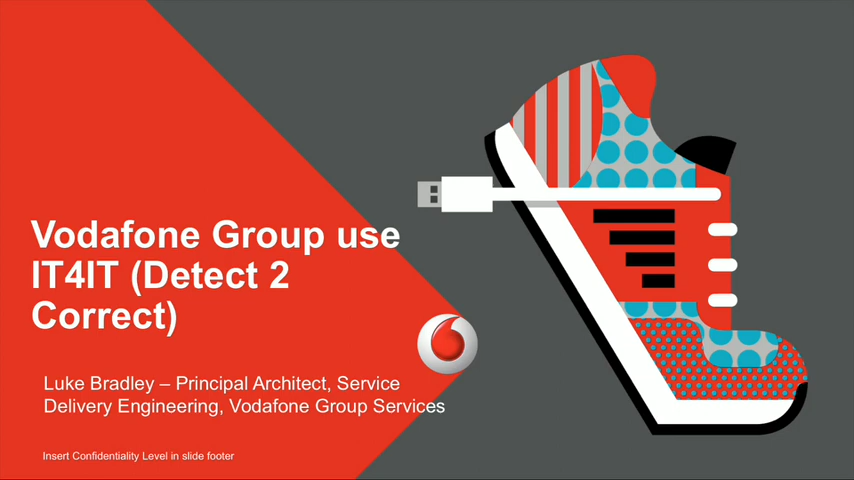 Vodafone Group use
IT4IT (Detect 2
Correct)
Luke Bradley – Principal Architect, Service
Delivery Engineering, Vodafone Group Services
Insert Confidentiality Level in slide footer